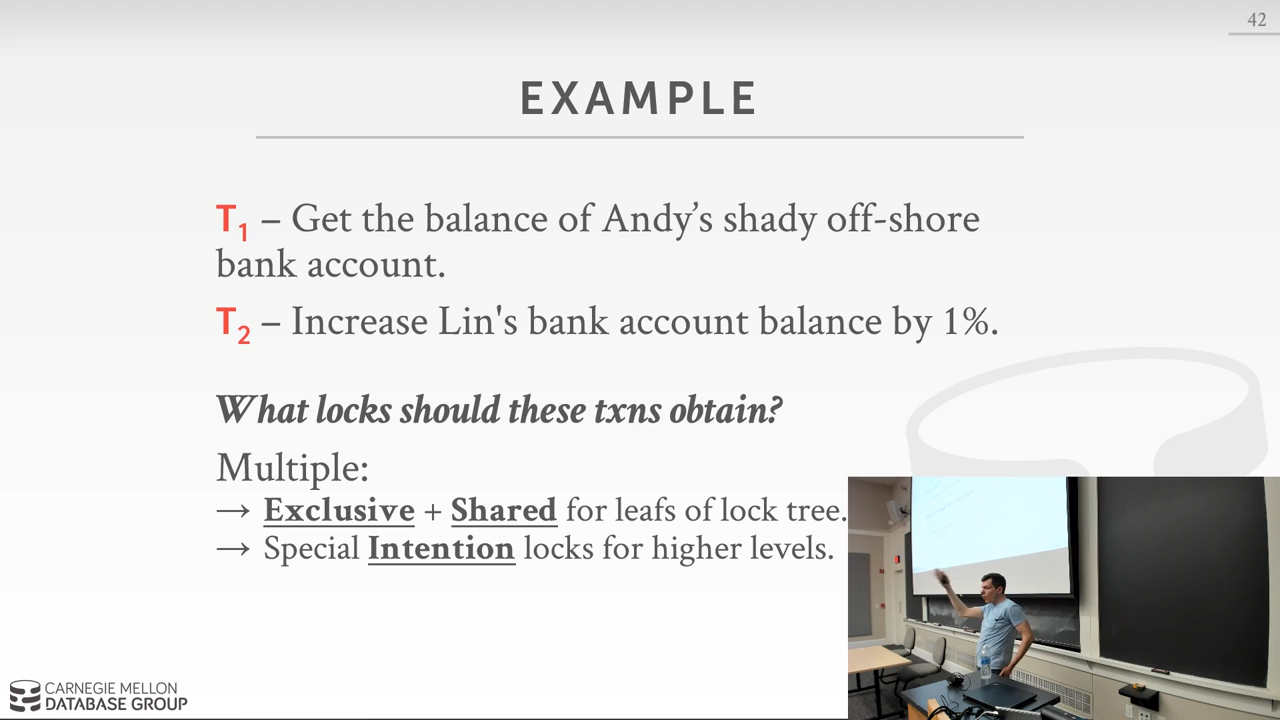 42
EXAMPLE
T1 – Get the balance of Andy’s shady off-shore
bank account.
T2 – Increase Lin's bank account balance by 1%.
What locks should these txns obtain?
Multiple:
→ Exclusive + Shared for leafs of lock tree.
→ Special Intention locks for higher levels.
CARNEGIE MELLON
DATABASE GROUP